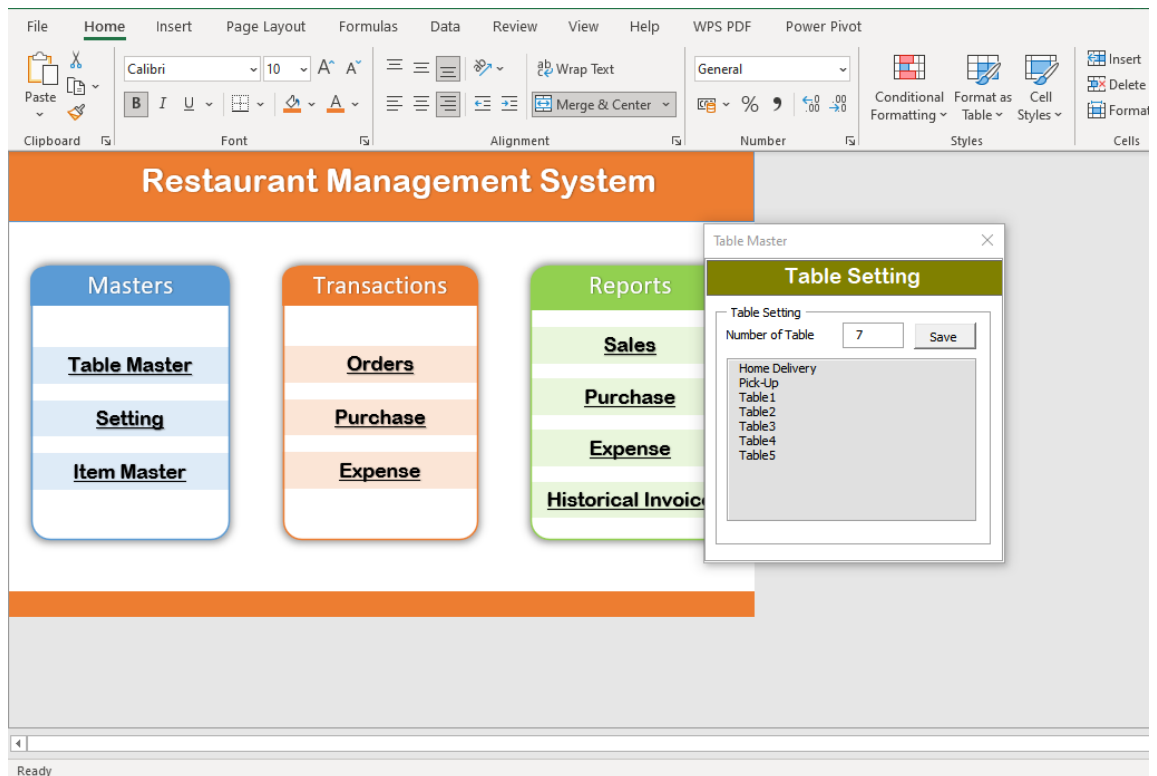 File Home Insert Page Layout Formulas Data Review View Help WPS PDF Power Pivot
Calibri 10 A A ab Wrap Text General Insert
Paste B I U A Merge & Center % Conditional Formatting Format as Table Cell Styles Delete
Format
Clipboard Font Alignment Number Styles Cells
Restaurant Management System
Masters
Table Master
Setting
Item Master
Transactions
Orders
Purchase
Expense
Reports
Sales
Purchase
Expense
Historical Invoic
Table Master
Table Setting
Table Setting
Number of Table 7 Save
Home Delivery
Pick-Up
Table1
Table2
Table3
Table4
Table5
Ready